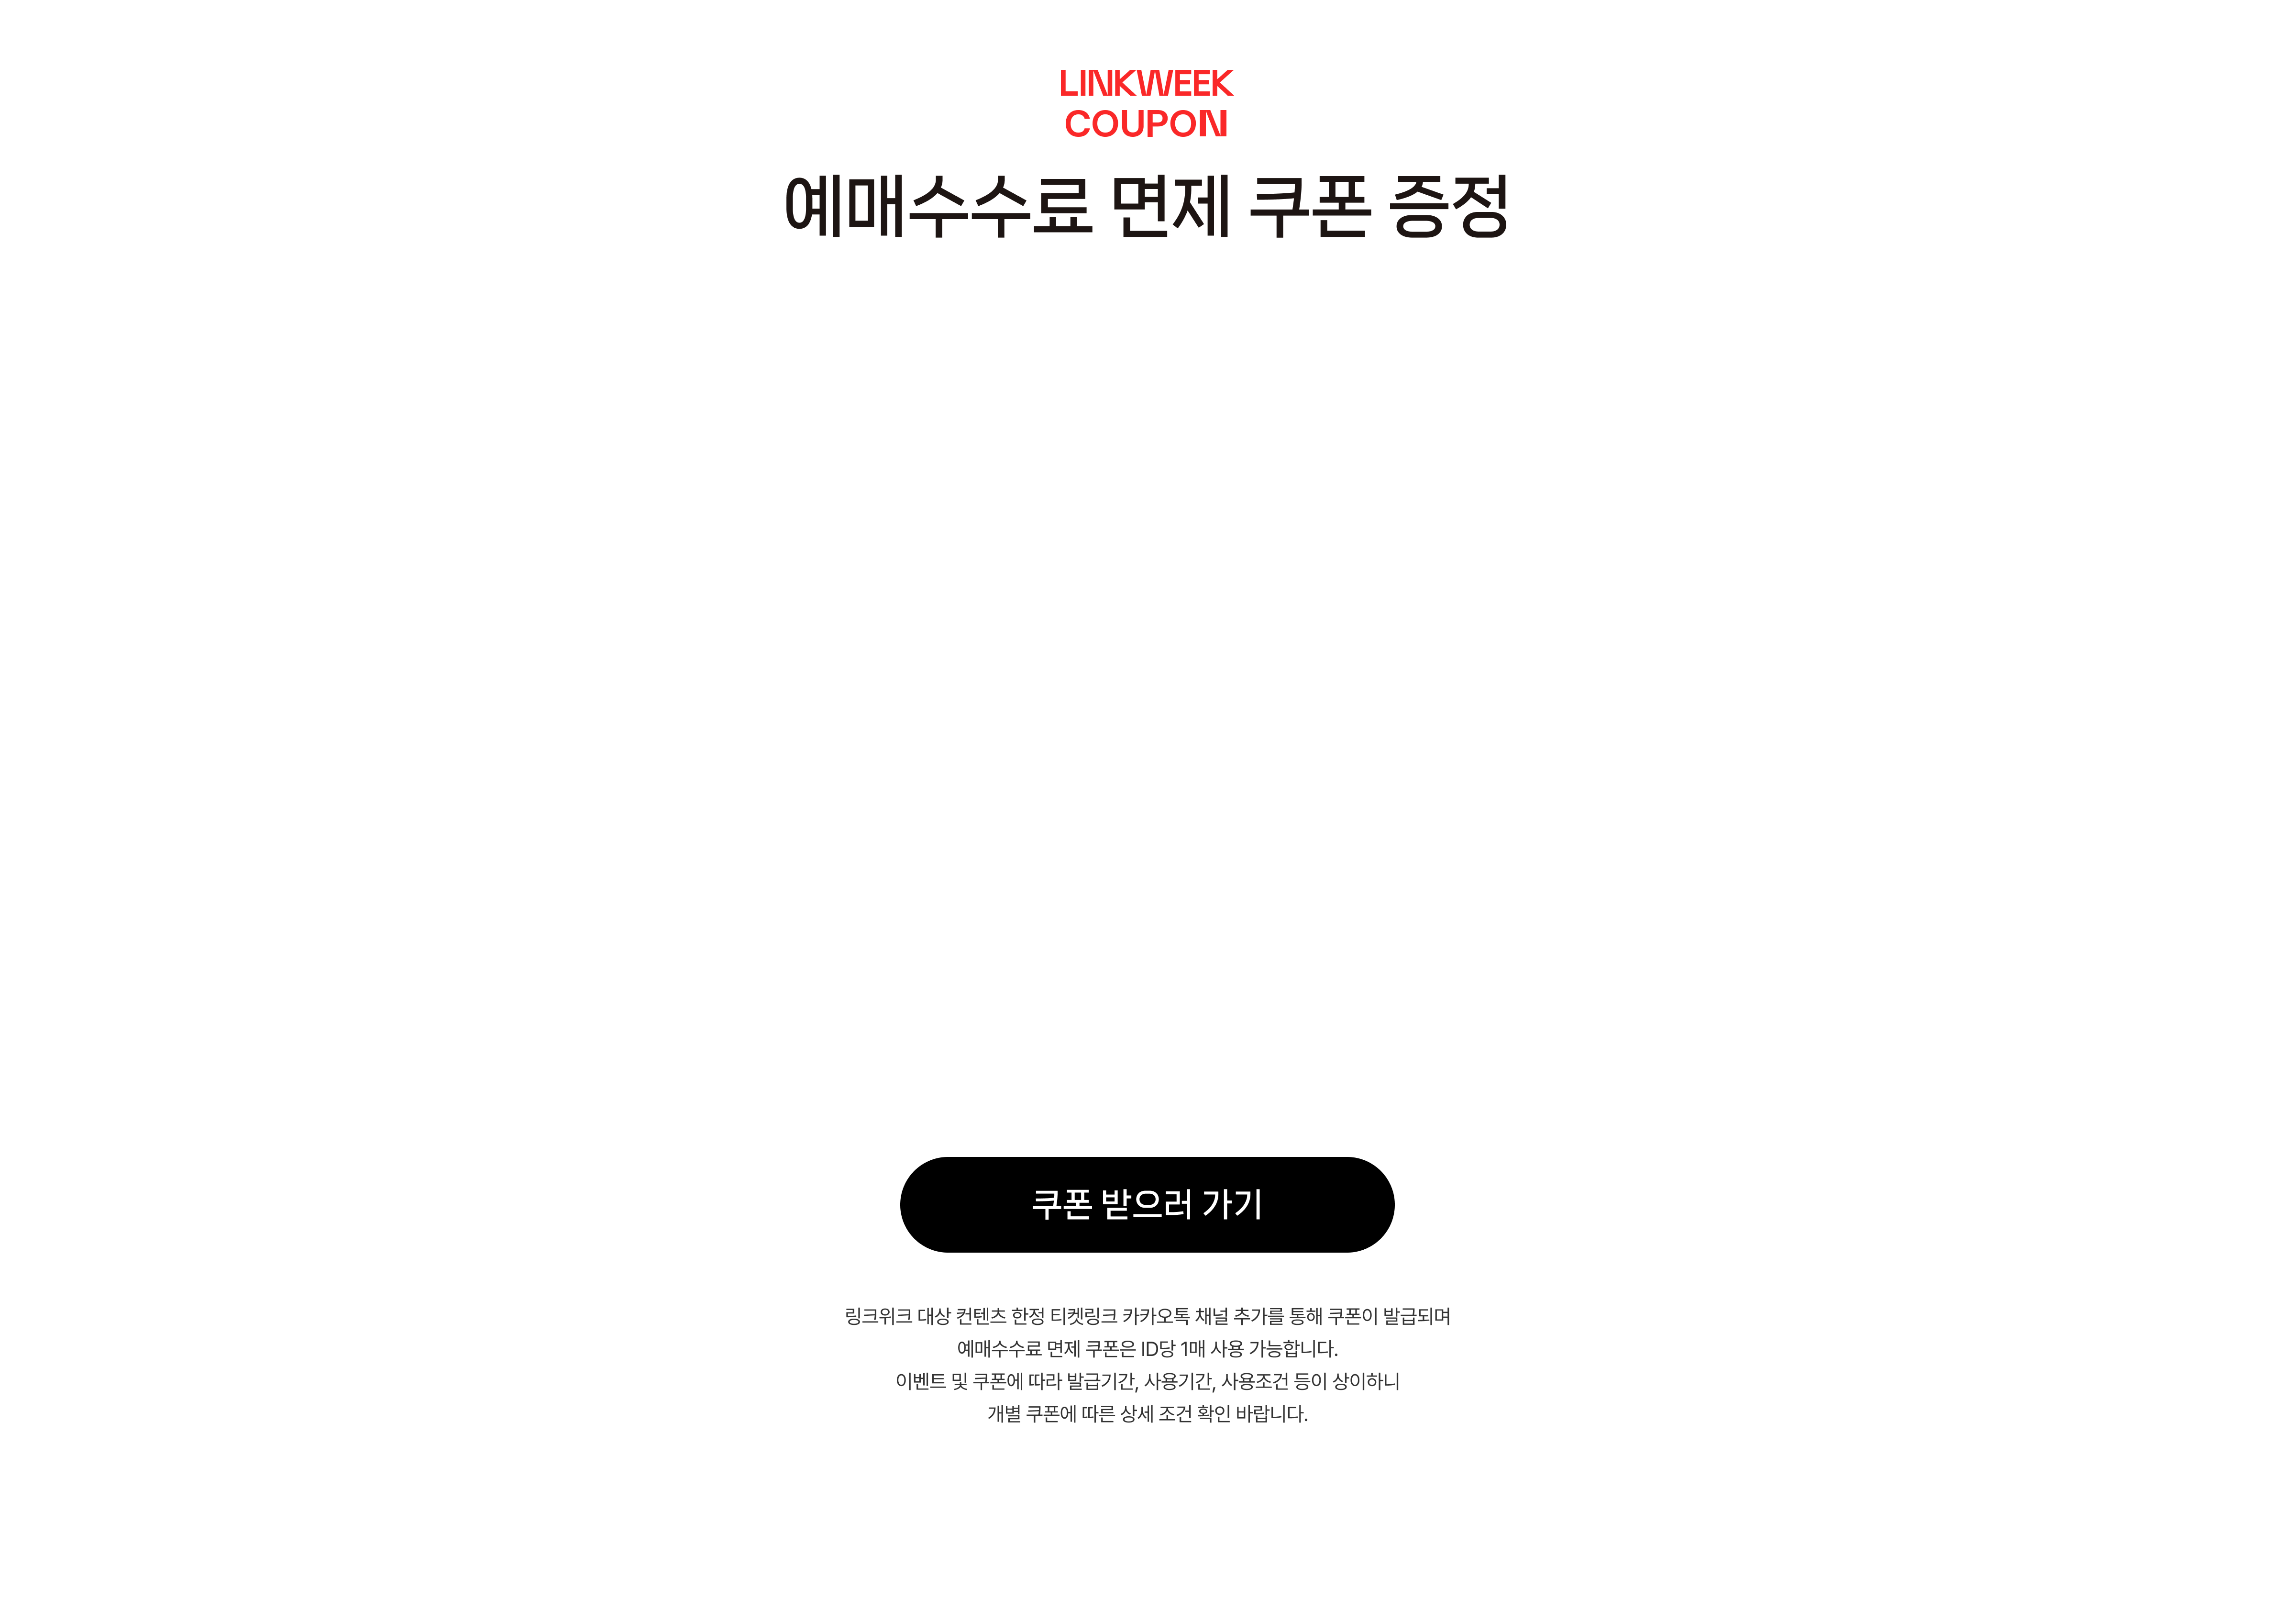 LINKWEEK
COUPON
예매수수료 면제 쿠폰 증정
쿠폰 받으러 가기
링크위크 대상 컨텐츠 한정 티켓링크 카카오톡 채널 추가를 통해 쿠폰이 발급되며
예매수수료 면제 쿠폰은 ID당 1매 사용 가능합니다.
이벤트 및 쿠폰에 따라 발급기간, 사용기간, 사용조건 등이 상이하니
개별 쿠폰에 따른 상세 조건 확인 바랍니다.